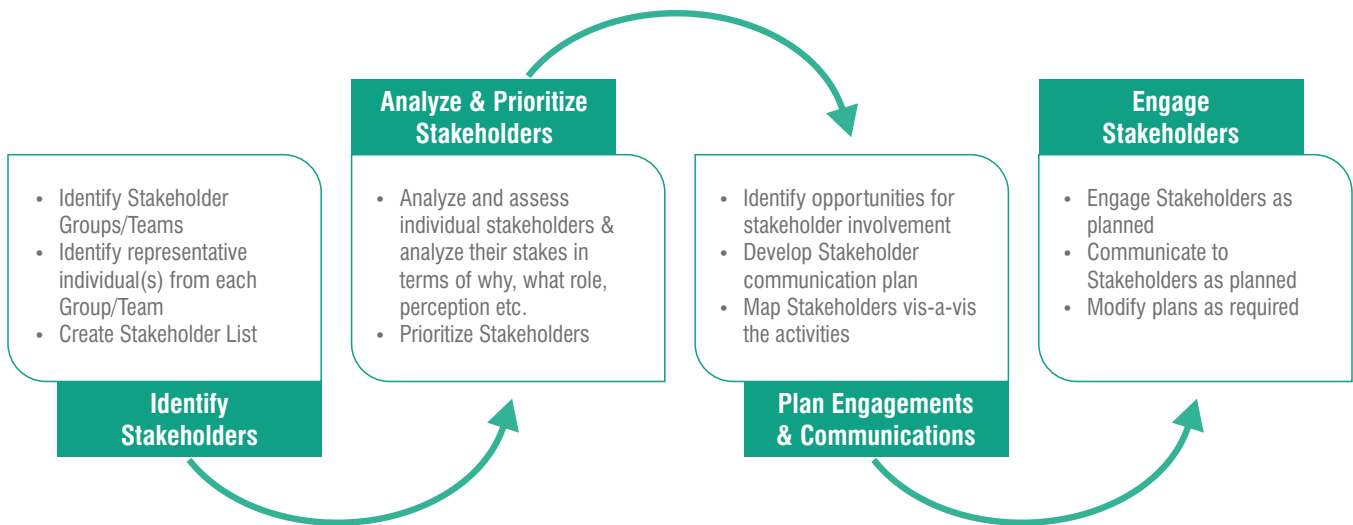 • Identify Stakeholder
Groups/Teams
• Identify representative
individual(s) from each
Group/Team
• Create Stakeholder List
Identify
Stakeholders
Analyze & Prioritize
Stakeholders
• Analyze and assess
individual stakeholders &
analyze their stakes in
terms of why, what role,
perception etc.
• Prioritize Stakeholders
• Identify opportunities for
stakeholder involvement
• Develop Stakeholder
communication plan
• Map Stakeholders vis-a-vis
the activities
Plan Engagements
& Communications
Engage
Stakeholders
• Engage Stakeholders as
planned
• Communicate to
Stakeholders as planned
• Modify plans as required